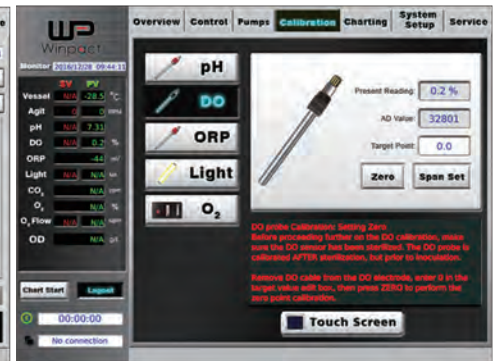 WP
Winpact
Overview Control Pumps Calibration Charting System Setup Service
Monitor 2016/12/28 09:44:11
SV PV
Vessel N/A -28.5 °C
Agit 0 0 RPM
pH N/A 7.31
DO N/A 0.2 %
ORP -44 mV
Light N/A N/A
CO2 N/A ppm
O2 N/A %
O2 Flow N/A N/A
OD N/A
Chart Start Logout
00:00:00
No connection
pH
DO
ORP
Light
O2
Present Reading: 0.2 %
AD Value: 32801
Target Point: 0.0
Zero Span Set
DO probe Calibration: Setting Zero
Before proceeding further on the DO calibration, make
sure the DO sensor has been sterilized. The DO probe is
calibrated AFTER sterilization, but prior to inoculation.
Remove DO cable from the DO electrode, enter 0 in the
target value edit box, then press ZERO to perform the
zero point calibration.
Touch Screen